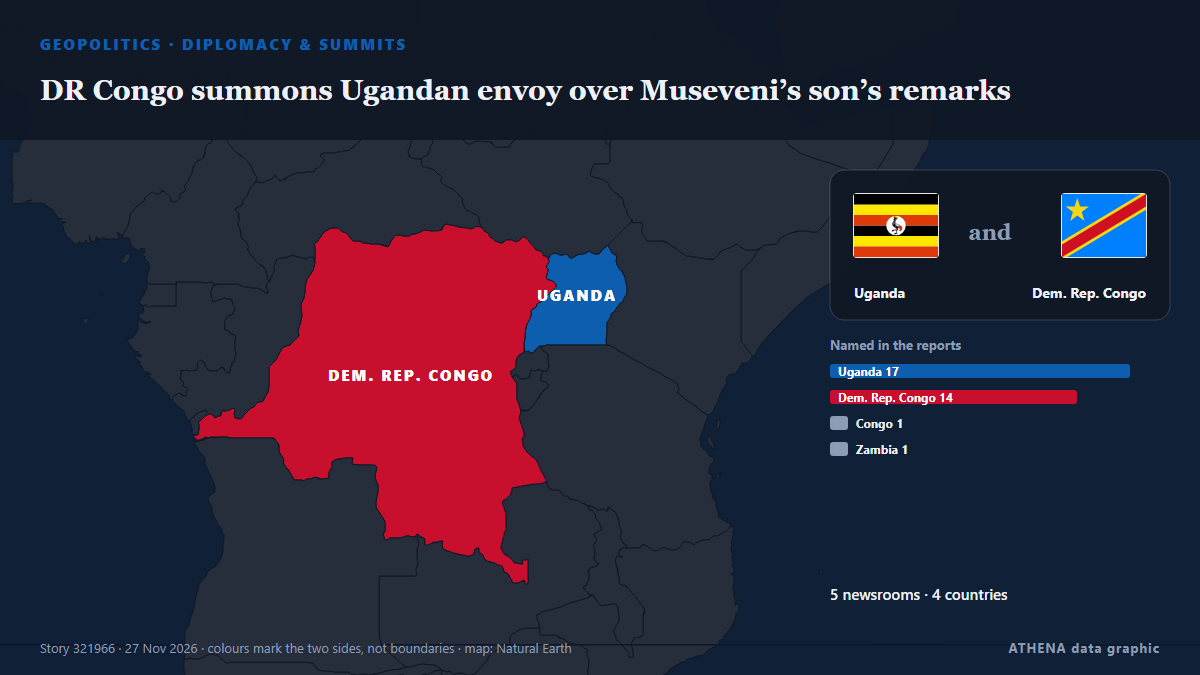 GEOPOLITICS · DIPLOMACY & SUMMITS
DR Congo summons Ugandan envoy over Museveni’s son’s remarks
and
Uganda
Dem. Rep. Congo
UGANDA
DEM. REP. CONGO
Named in the reports
Uganda 17
Dem. Rep. Congo 14
Congo 1
Zambia 1
5 newsrooms · 4 countries
Story 321966 · 27 Nov 2026 · colours mark the two sides, not boundaries · map: Natural Earth
ATHENA data graphic